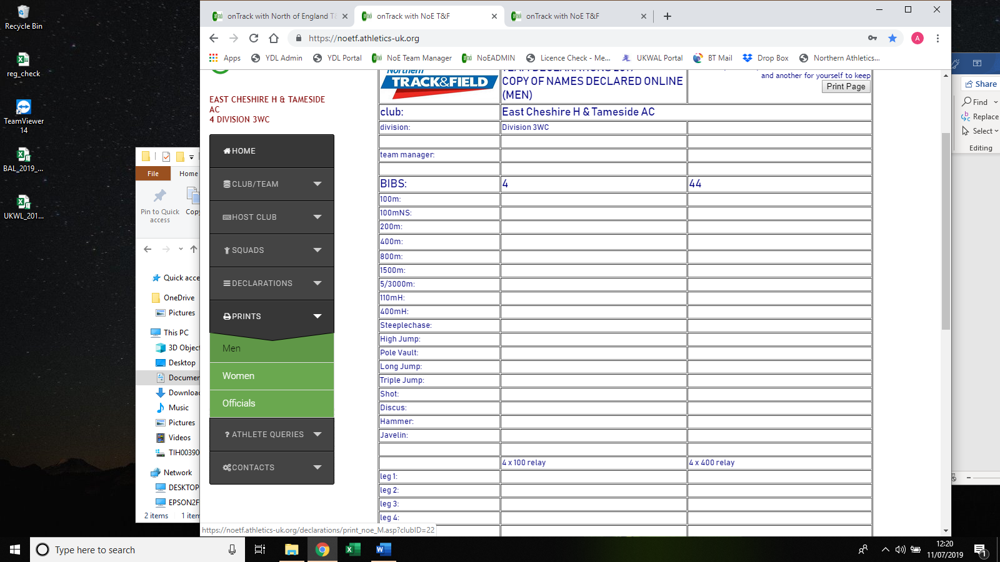 Recycle Bin
reg_check
TeamViewer
14
BAL_2019_...
UKWL_201...
File
Home
Pin to Quick
access
Copy
Quick acce
OneDrive
Pictures
This PC
3D Object
Desktop
Documen
Downloac
Music
Pictures
Videos
TIH00390
Network
DESKTOP
EPSON2F
2 items
1 item
onTrack with North of England T&
onTrack with NoE T&F
onTrack with NoE T&F
https://noetf.athletics-uk.org
A
Apps
YDL Admin
YDL Portal
NoE Team Manager
NoEADMIN
Licence Check - Me...
UKWAL Portal
BT Mail
Drop Box
Northern Athletics...
EAST CHESHIRE H & TAMESIDE
AC
4 DIVISION 3WC
HOME
CLUB/TEAM
HOST CLUB
SQUADS
DECLARATIONS
PRINTS
Men
Women
Officials
ATHLETE QUERIES
CONTACTS
Northern
TRACK&FIELD
TEAM DECLARATIONS 2019
COPY OF NAMES DECLARED ONLINE
(MEN)
and another for yourself to keep
Print Page
club: East Cheshire H & Tameside AC
division: Division 3WC
team manager:
BIBS: 4 44
100m:
100mNS:
200m:
400m:
800m:
1500m:
5/3000m:
110mH:
400mH:
Steeplechase:
High Jump:
Pole Vault:
Long Jump:
Triple Jump:
Shot:
Discus:
Hammer:
Javelin:
4 x 100 relay 4 x 400 relay
leg 1:
leg 2:
leg 3:
leg 4:
https://noetf.athletics-uk.org/declarations/print_noe_M.asp?clubID=22
Share
Find
Replace
Select
Editing
Type here to search
12:20
11/07/2019
1